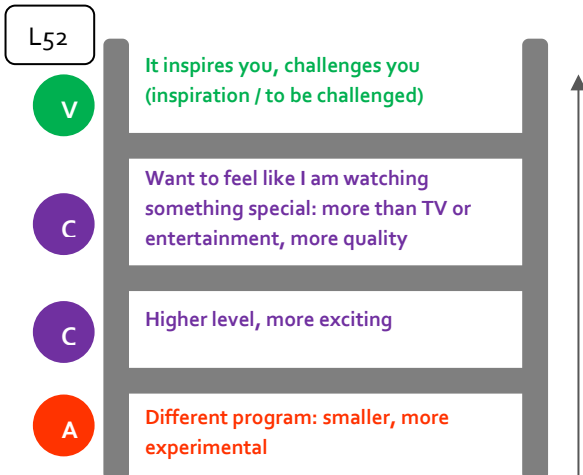 L52
V
It inspires you, challenges you
(inspiration / to be challenged)
C
Want to feel like I am watching
something special: more than TV or
entertainment, more quality
C
Higher level, more exciting
A
Different program: smaller, more
experimental